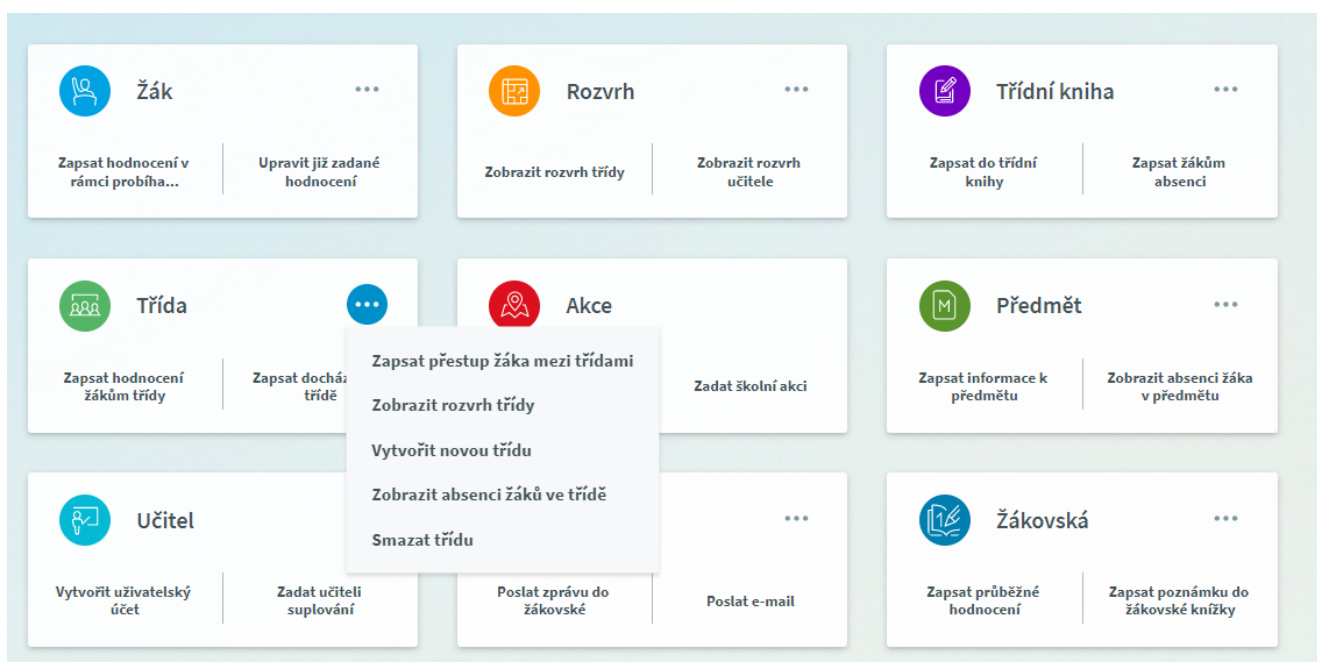 Žák
Zapsat hodnocení v
rámci probíha...
Upravit již zadané
hodnocení
Rozvrh
Zobrazit rozvrh třídy
Zobrazit rozvrh
učitele
Třídní kniha
Zapsat do třídní
knihy
Zapsat žákům
absenci
Třída
Zapsat hodnocení
žákům třídy
Zapsat
třídě
Zapsat přestup žáka mezi třídami
Zobrazit rozvrh třídy
Vytvořit novou třídu
Zobrazit absenci žáků ve třídě
Smazat třídu
Akce
Zadat školní akci
Předmět
Zapsat informace k
předmětu
Zobrazit absenci žáka
v předmětu
Učitel
Vytvořit uživatelský
účet
Zadat učiteli
suplování
Poslat zprávu do
žákovské
Poslat e-mail
Žákovská
Zapsat průběžné
hodnocení
Zapsat poznámku do
žákovské knížky